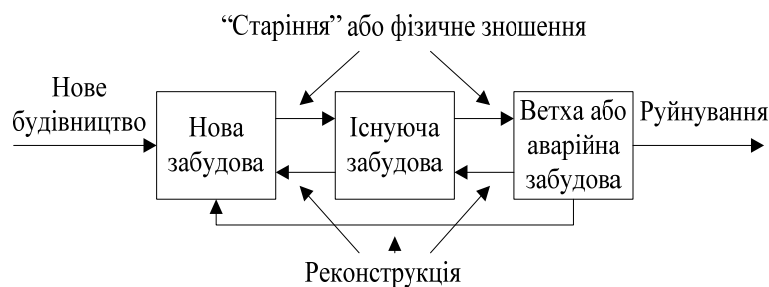 “Старіння” або фізичне зношення
Нове
будівництво
Нова
забудова
Існуюча
забудова
Ветха або
аварійна
забудова
Руйнування
Реконструкція